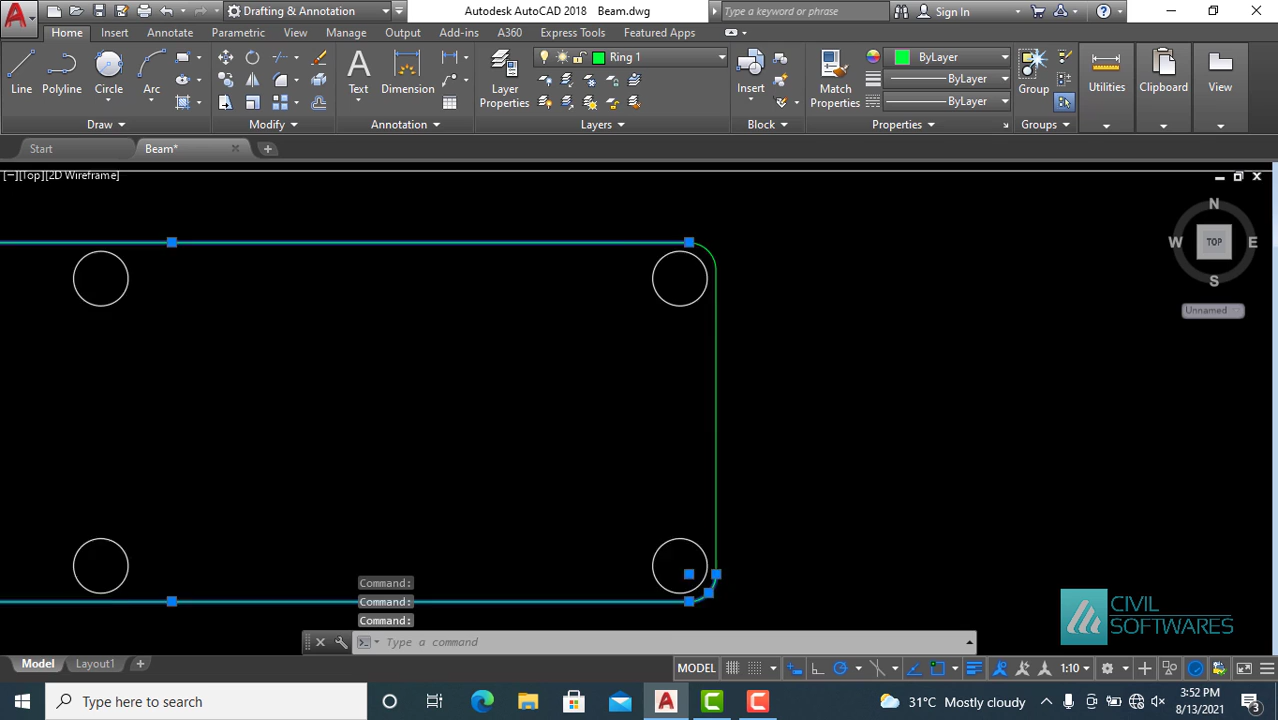 Drafting & Annotation
Autodesk AutoCAD 2018 Beam.dwg
Type a keyword or phrase
Sign In
Home Insert Annotate Parametric View Manage Output Add-ins A360 Express Tools Featured Apps
Ring 1
ByLayer
ByLayer
ByLayer
Line Polyline Circle Arc
Text Dimension
Layer Properties
Insert
Match Properties
Group
Utilities
Clipboard
View
Draw Modify Annotation Layers Block Properties Groups
Start
Beam*
[−][Top][2D Wireframe]
N
W TOP E
S
Unnamed
Command:
Command:
Command:
Type a command
CIVIL
SOFTWARES
Model Layout1
MODEL
1:10
Type here to search
31°C Mostly cloudy
3:52 PM
8/13/2021
3